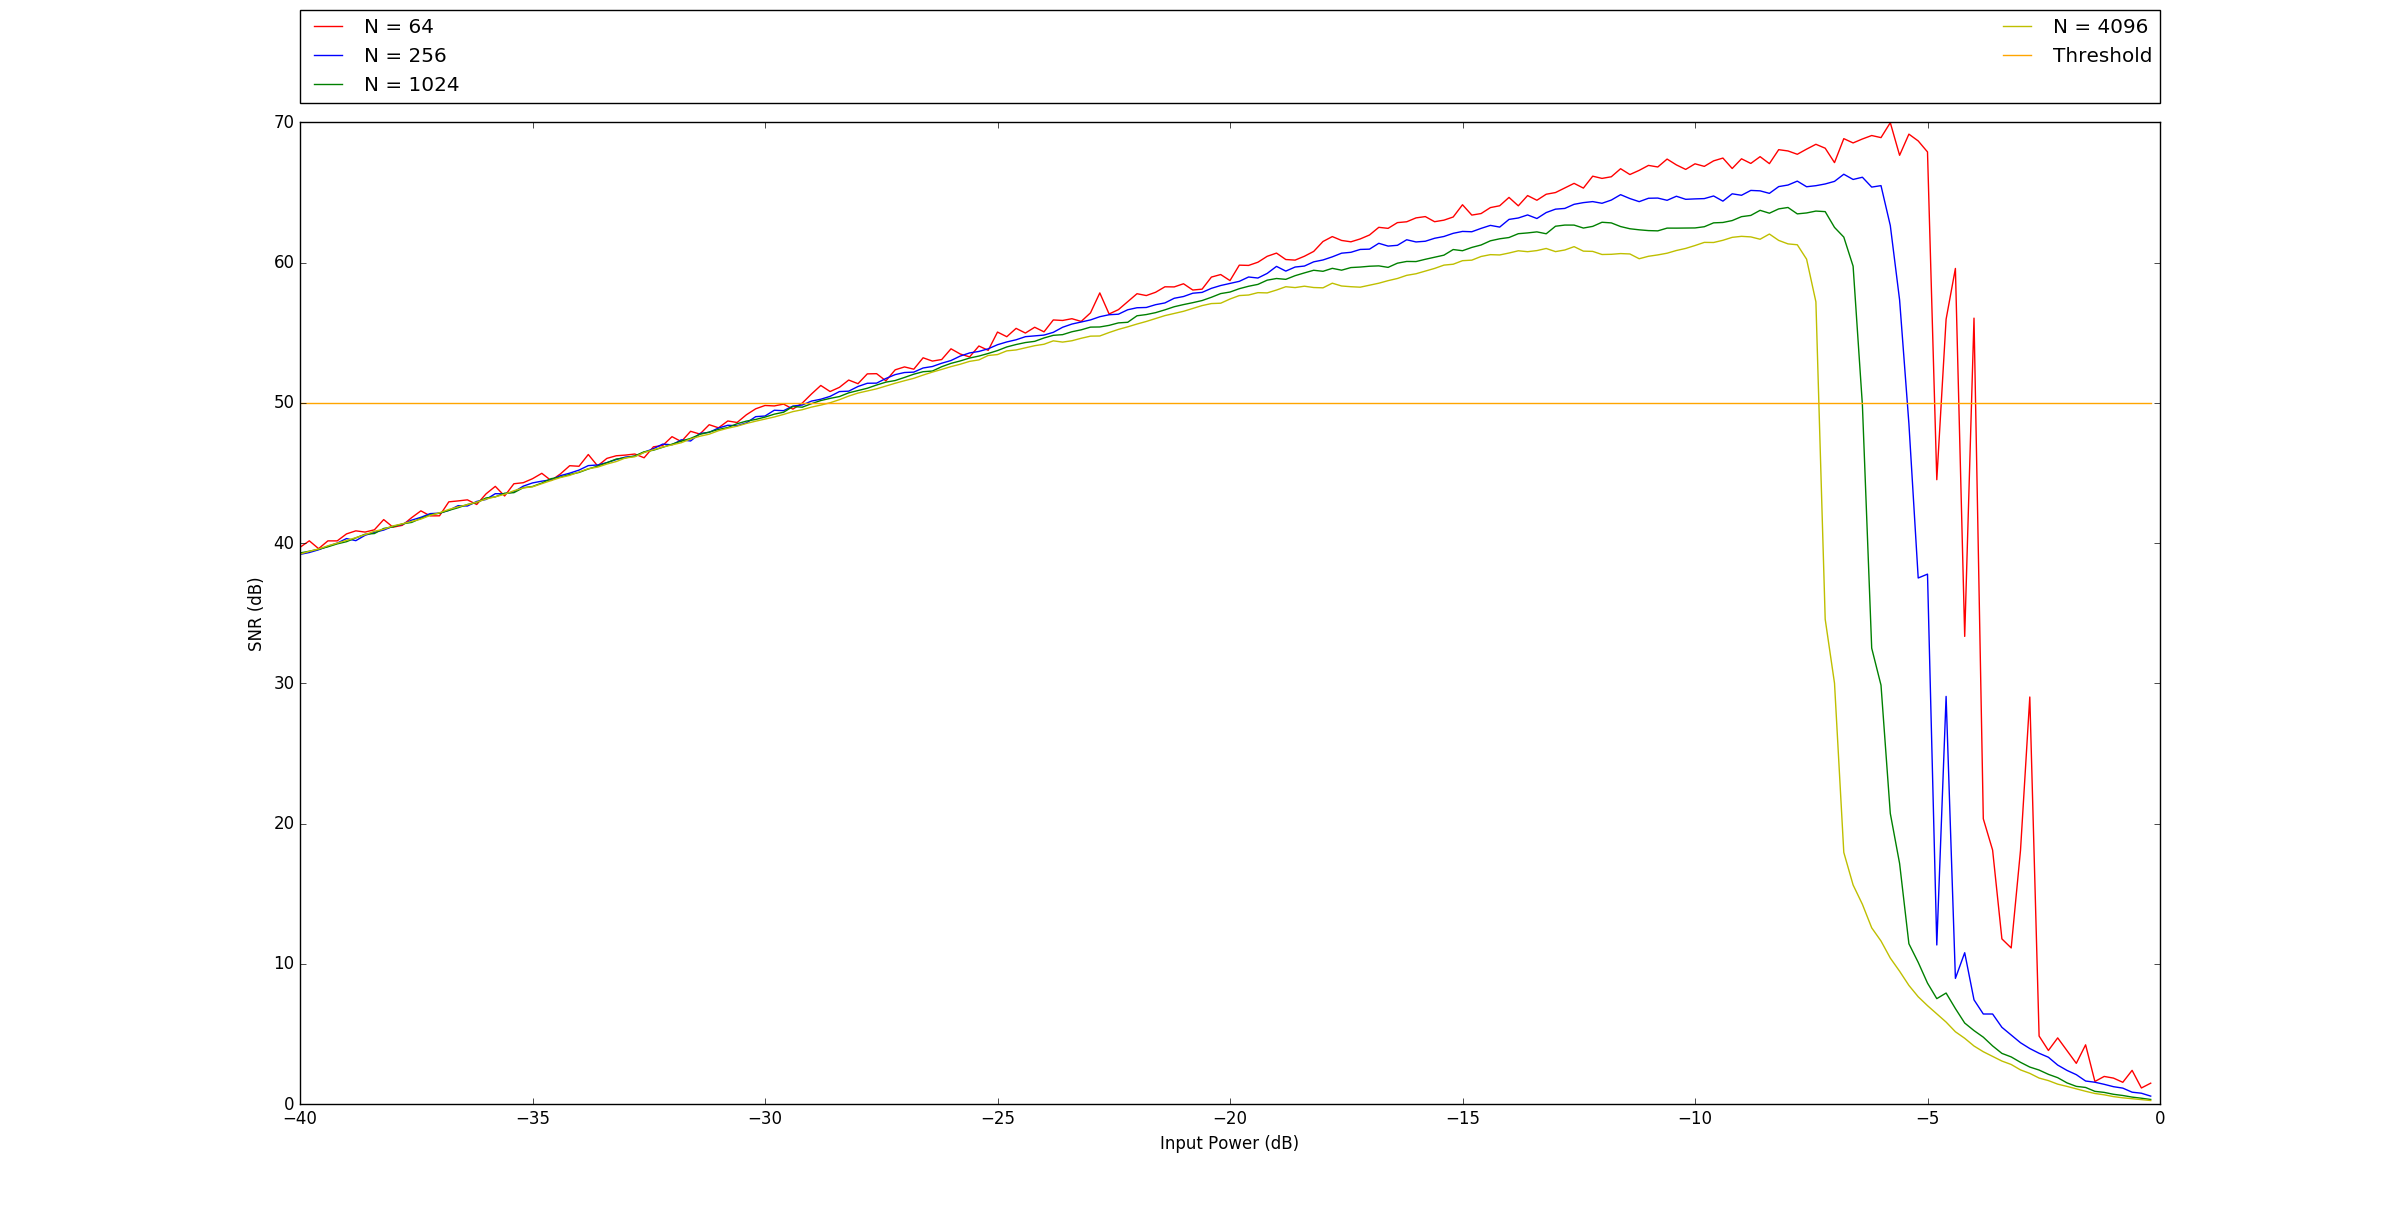 N = 64
N = 256
N = 1024
N = 4096
Threshold
70
60
50
40
30
20
10
0
SNR (dB)
−40
−35
−30
−25
−20
−15
−10
−5
0
Input Power (dB)